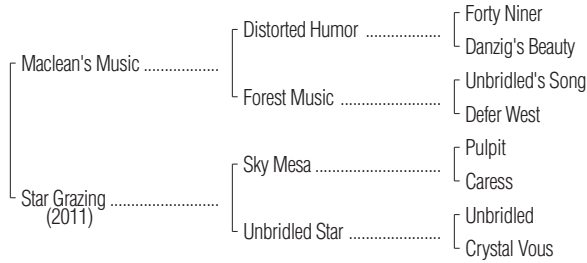 Forty Niner
Distorted Humor ..................
Danzig's Beauty
Maclean's Music ..................
Unbridled's Song
Forest Music ........................
Defer West
Pulpit
Sky Mesa ..............................
Caress
Star Grazing ..........................
(2011)
Unbridled
Unbridled Star .......................
Crystal Vous